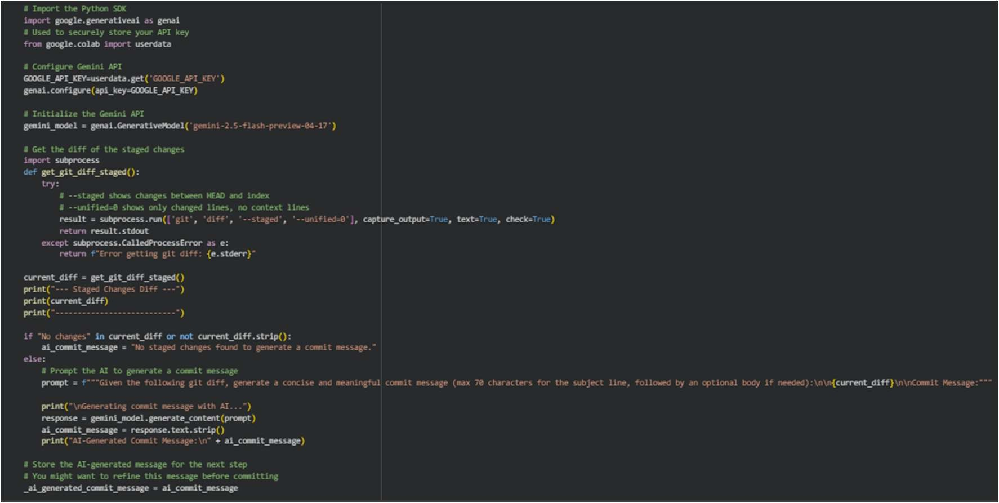 # Import the Python SDK
import google.generativeai as genai
# Used to securely store your API key
from google.colab import userdata
# Configure Gemini API
GOOGLE_API_KEY=userdata.get('GOOGLE_API_KEY')
genai.configure(api_key=GOOGLE_API_KEY)
# Initialize the Gemini API
gemini_model = genai.GenerativeModel('gemini-2.5-flash-preview-04-17')
# Get the diff of the staged changes
import subprocess
def get_git_diff_staged():
    try:
        # --staged shows changes between HEAD and index
        # --unified=0 shows only changed lines, no context lines
        result = subprocess.run(['git', 'diff', '--staged', '--unified=0'], capture_output=True, text=True, check=True)
        return result.stdout
    except subprocess.CalledProcessError as e:
        return f"Error getting git diff: {e.stderr}"
current_diff = get_git_diff_staged()
print("--- Staged Changes Diff ---")
print(current_diff)
print("---------------------------")
if "No changes" in current_diff or not current_diff.strip():
    ai_commit_message = "No staged changes found to generate a commit message."
else:
    # Prompt the AI to generate a commit message
    prompt = f"""Given the following git diff, generate a concise and meaningful commit message (max 70 characters for the subject line, followed by an optional body if needed):\n\n{current_diff}\n\nCommit Message:"""
    print("\nGenerating commit message with AI...")
    response = gemini_model.generate_content(prompt)
    ai_commit_message = response.text.strip()
    print("AI-Generated Commit Message:\n" + ai_commit_message)
# Store the AI-generated message for the next step
# You might want to refine this message before committing
_ai_generated_commit_message = ai_commit_message